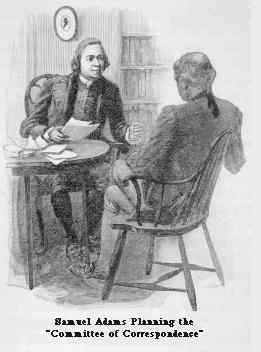 Samuel Adams Planning the
"Committee of Correspondence"